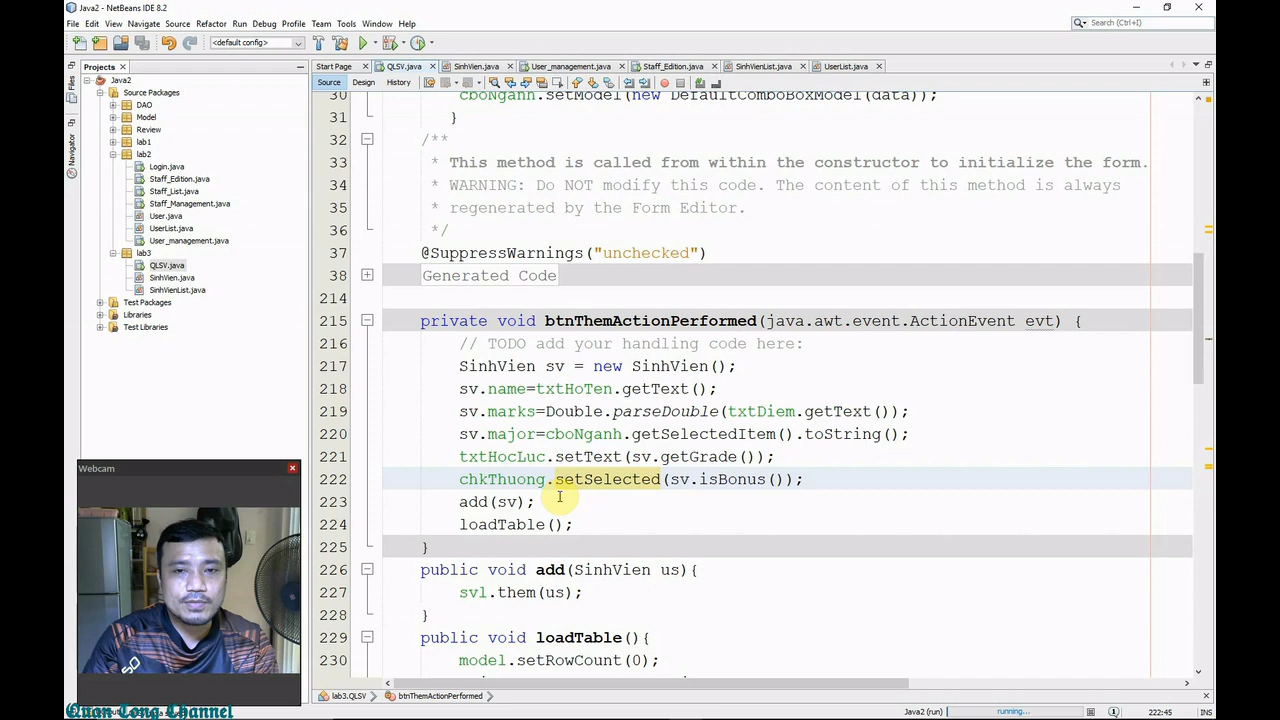 Java2 - NetBeans IDE 8.2
File Edit View Navigate Source Refactor Run Debug Profile Team Tools Window Help
Search (Ctrl+I)
<default config>
Projects
Files
Navigator
Java2
Source Packages
DAO
Model
Review
lab1
lab2
Login.java
Staff_Edition.java
Staff_List.java
Staff_Management.java
User.java
UserList.java
User_management.java
lab3
QLSV.java
SinhVien.java
SinhVienList.java
Test Packages
Libraries
Test Libraries
Start Page QLSV.java SinhVien.java User_management.java Staff_Edition.java SinhVienList.java UserList.java
Source Design History
30 cboNganh.setModel(new DefaultComboBoxModel(data));
31 }
32 /**
33 * This method is called from within the constructor to initialize the form.
34 * WARNING: Do NOT modify this code. The content of this method is always
35 * regenerated by the Form Editor.
36 */
37 @SuppressWarnings("unchecked")
38 Generated Code
214
215 private void btnThemActionPerformed(java.awt.event.ActionEvent evt) {
216 // TODO add your handling code here:
217 SinhVien sv = new SinhVien();
218 sv.name=txtHoTen.getText();
219 sv.marks=Double.parseDouble(txtDiem.getText());
220 sv.major=cboNganh.getSelectedItem().toString();
221 txtHocLuc.setText(sv.getGrade());
222 chkThuong.setSelected(sv.isBonus());
223 add(sv);
224 loadTable();
225 }
226 public void add(SinhVien us){
227 svl.them(us);
228 }
229 public void loadTable(){
230 model.setRowCount(0);
Webcam
lab3.QLSV btnThemActionPerformed
Quan Tong Channel
Java2 (run) running... 1 222:45 INS